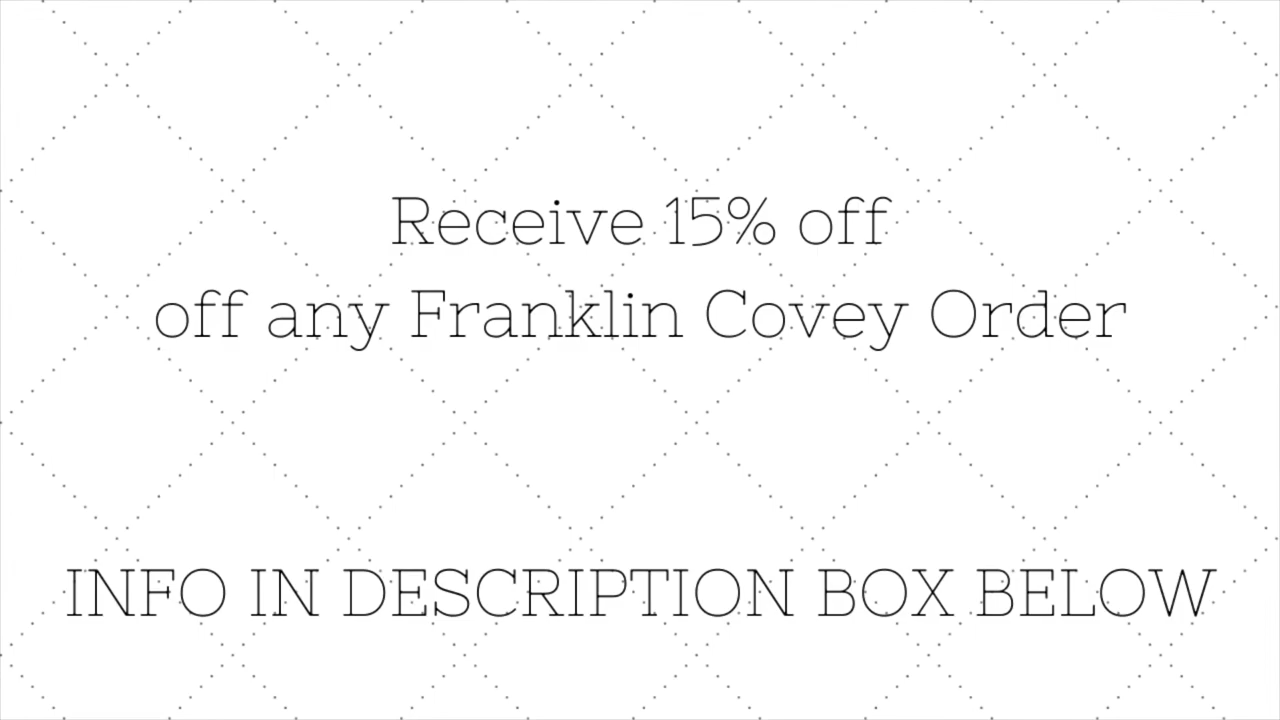 Receive 15% off
off any Franklin Covey Order
INFO IN DESCRIPTION BOX BELOW